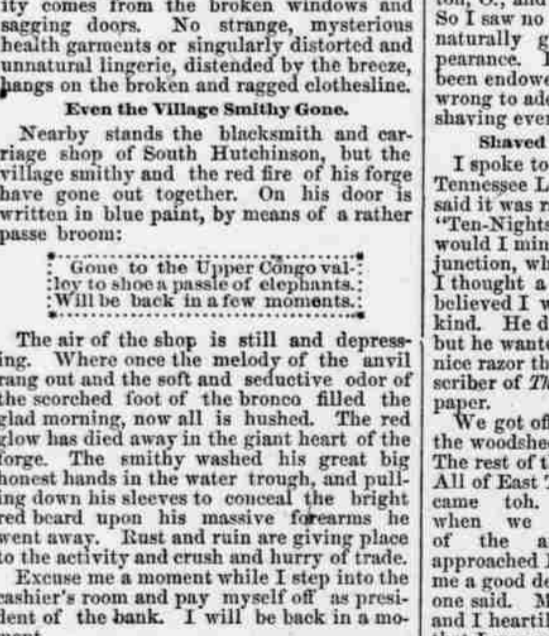 ity comes from the broken windows and
sagging doors. No strange, mysterious
health garments or singularly distorted and
unnatural lingerie, distended by the breeze,
hangs on the broken and ragged clothesline.
Even the Village Smithy Gone.
Nearby stands the blacksmith and car-
riage shop of South Hutchinson, but the
village smithy and the red fire of his forge
have gone out together. On his door is
written in blue paint, by means of a rather
passe broom:
Gone to the Upper Congo val-
ley to shoe a passle of elephants.
Will be back in a few moments.
The air of the shop is still and depress-
ing. Where once the melody of the anvil
rang out and the soft and seductive odor of
the scorched foot of the bronco filled the
glad morning, now all is hushed. The red
glow has died away in the giant heart of the
forge. The smithy washed his great big
honest hands in the water trough, and pull-
ing down his sleeves to conceal the bright
red beard upon his massive forearms he
went away. Rust and ruin are giving place
to the activity and crush and hurry of trade.
Excuse me a moment while I step into the
cashier's room and pay myself off as presi-
dent of the bank. I will be back in a mo-
So I saw no
naturally
pearance.
been endowe
wrong to ad
shaving ever
Shaved
I spoke to
Tennessee L
said it was r
"Ten-Nights
would I min
junction, wh
I thought a
believed I w
kind. He d
but he wante
nice razor th
scriber of Th
paper.
We got of
the woodshe
The rest of t
All of East T
came toh.
when we
of the a
approached I
me a good de
one said. M
and I heartil